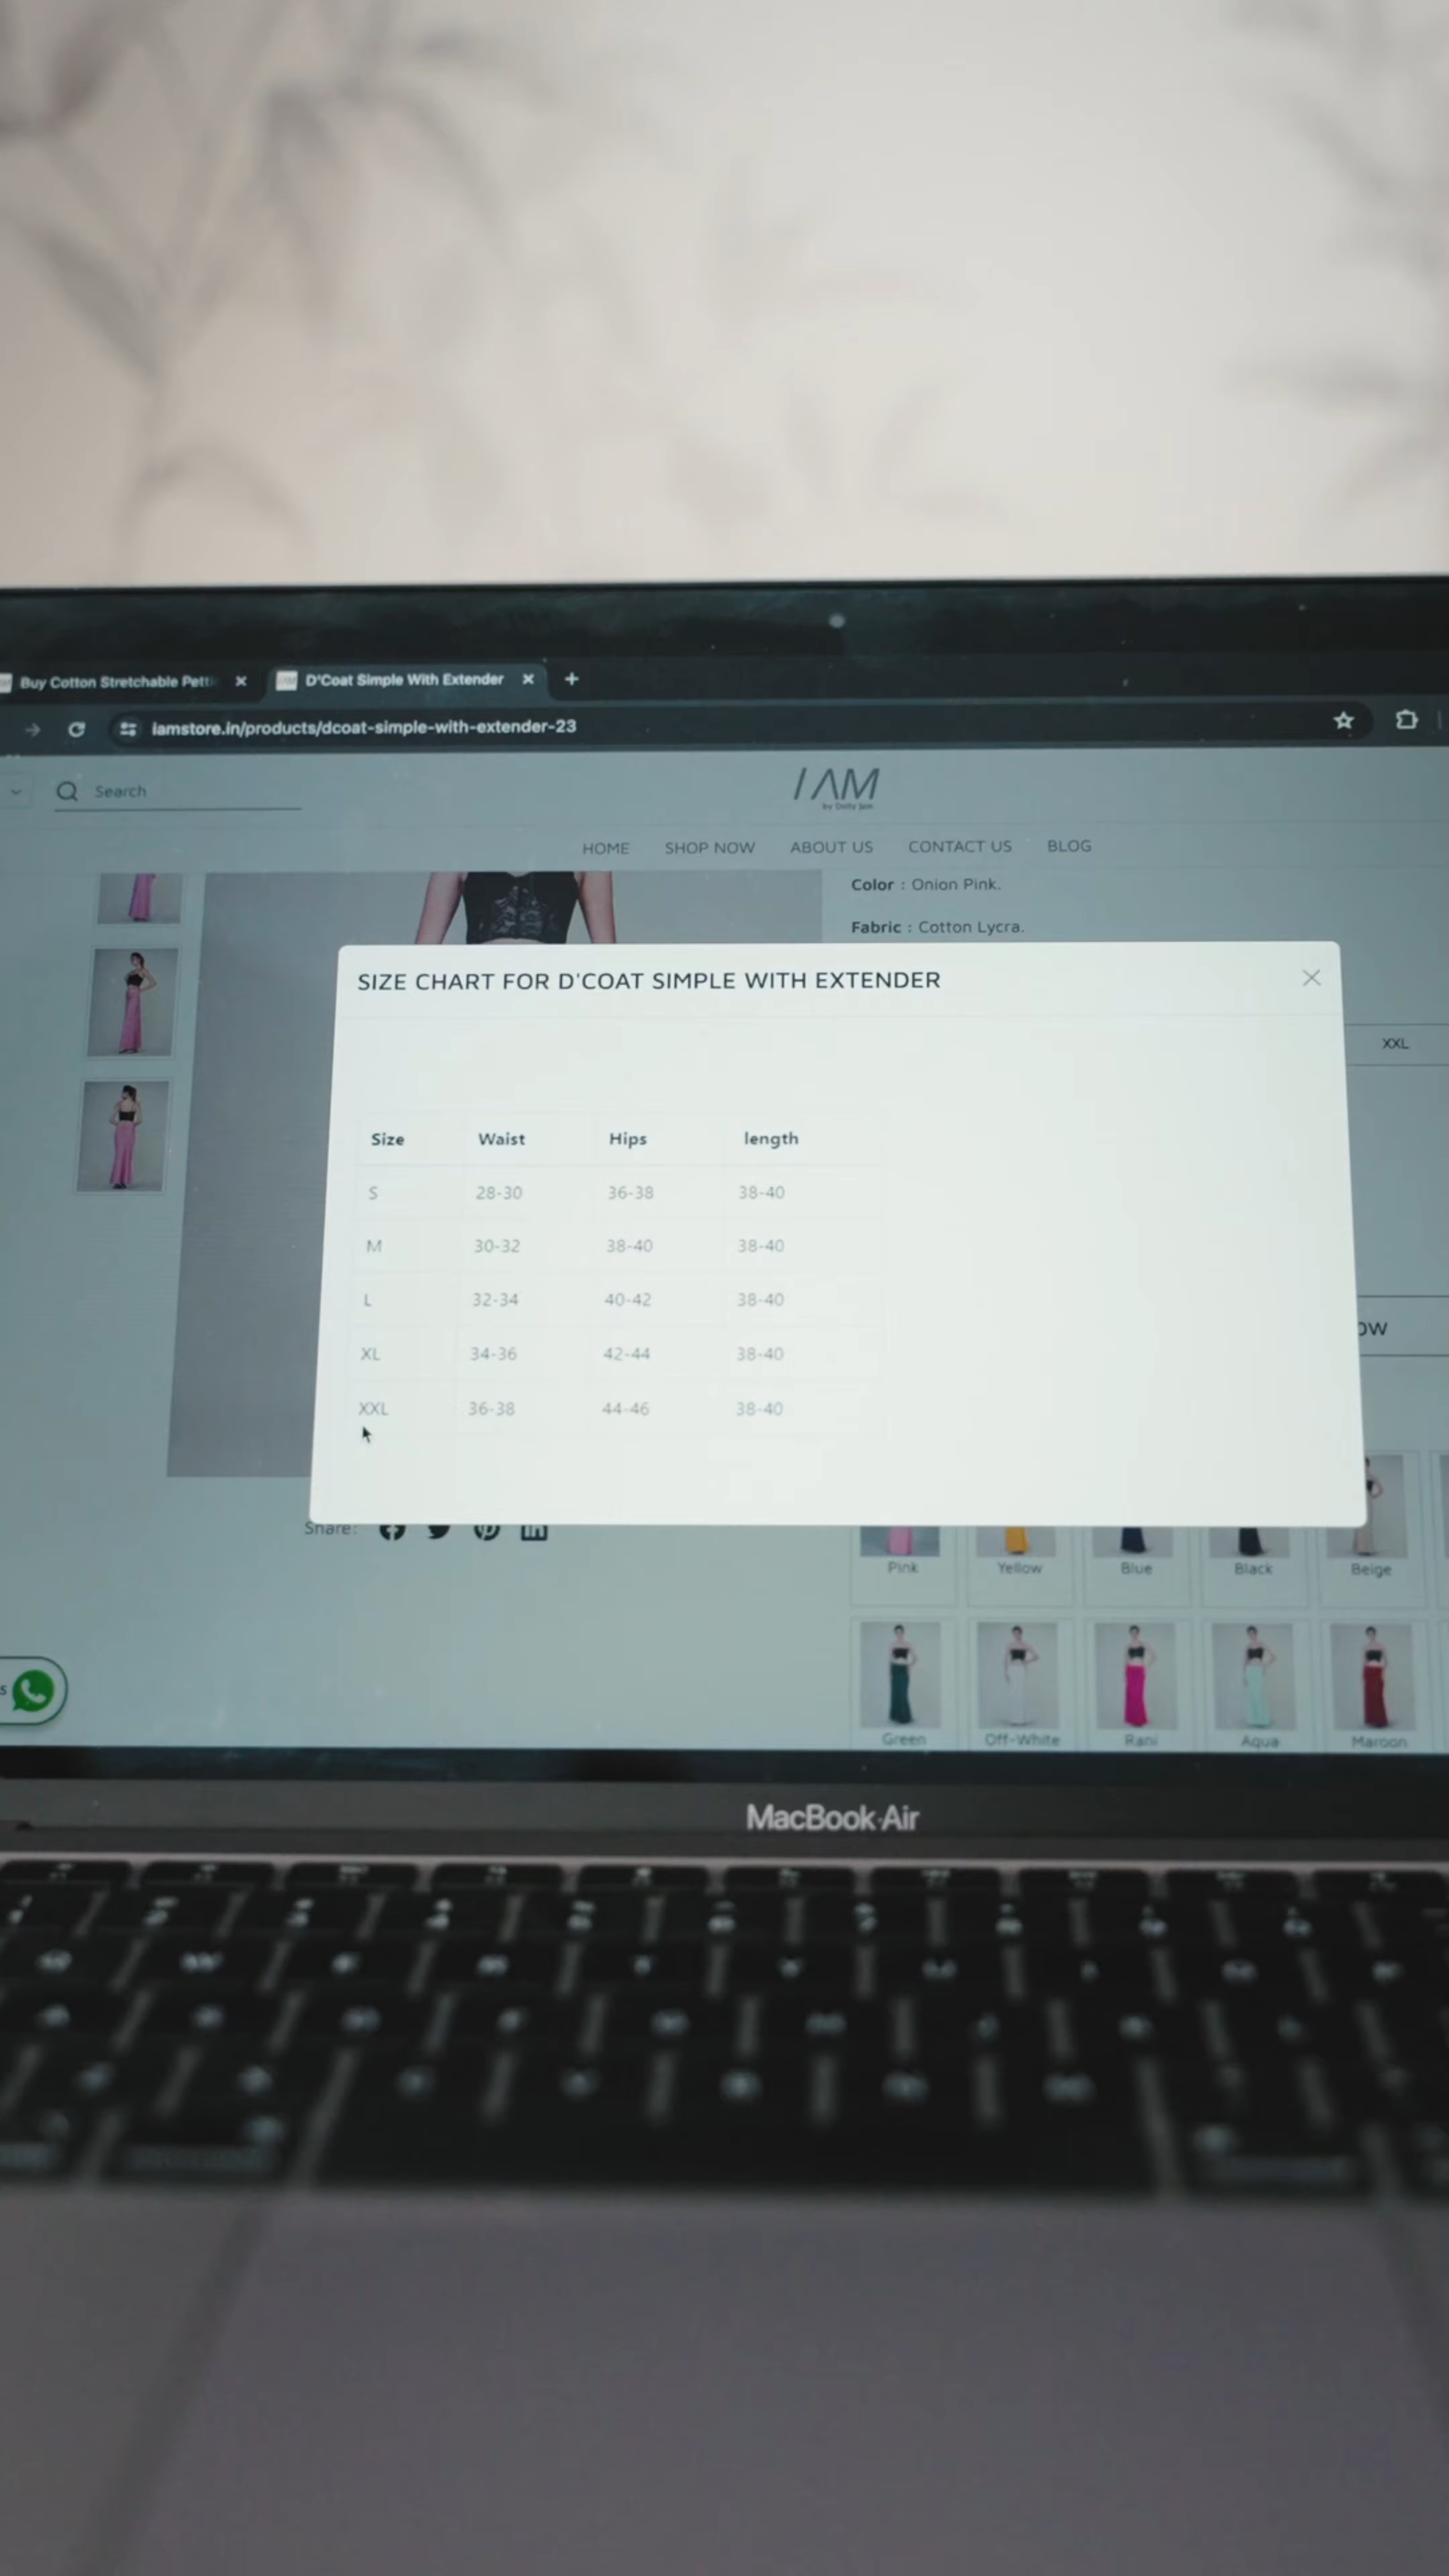 Buy Cotton Stretchable Petti
D'Coat Simple With Extender
iamstore.in/products/dcoat-simple-with-extender-23
Search
I AM
by Dolly Jain
HOME SHOP NOW ABOUT US CONTACT US BLOG
Color : Onion Pink.
Fabric : Cotton Lycra.
SIZE CHART FOR D'COAT SIMPLE WITH EXTENDER
XXL
Size Waist Hips length
S 28-30 36-38 38-40
M 30-32 38-40 38-40
L 32-34 40-42 38-40
XL 34-36 42-44 38-40
XXL 36-38 44-46 38-40
OW
Share:
Pink Yellow Blue Black Beige
s
Green Off-White Rani Aqua Maroon
MacBook Air